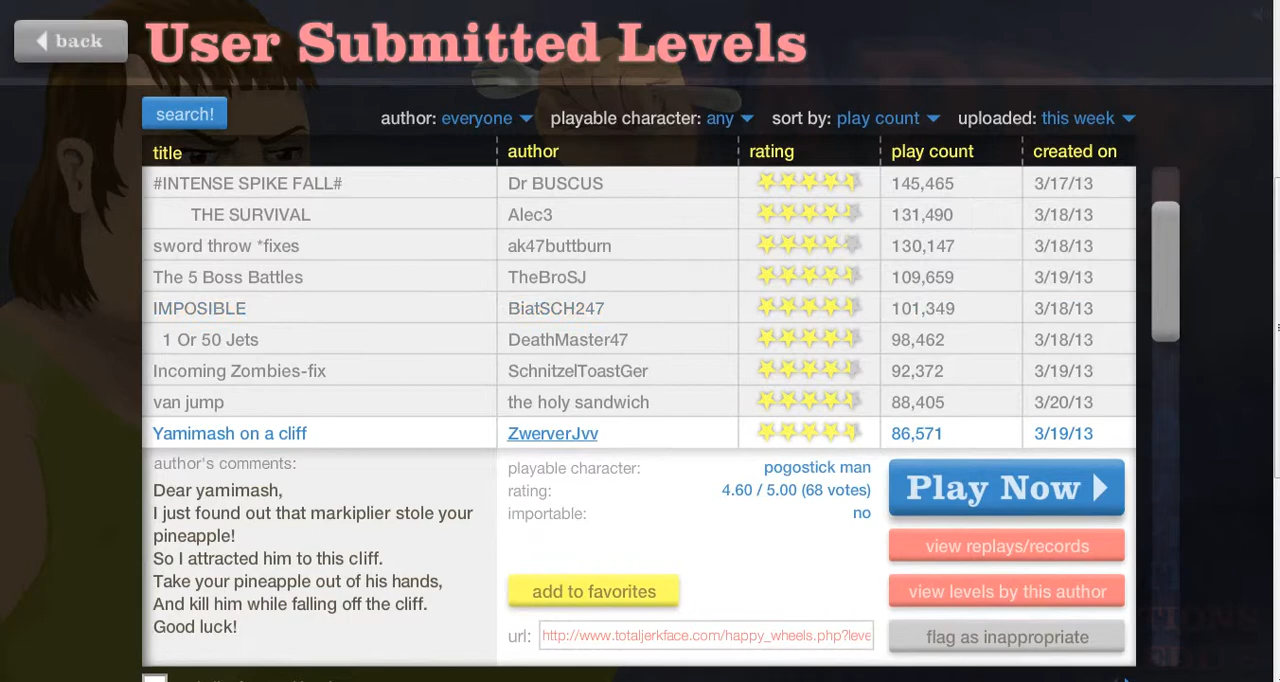 back
User Submitted Levels
search!
author: everyone playable character: any sort by: play count uploaded: this week
title author rating play count created on
#INTENSE SPIKE FALL# Dr BUSCUS 145,465 3/17/13
THE SURVIVAL Alec3 131,490 3/18/13
sword throw *fixes ak47buttburn 130,147 3/18/13
The 5 Boss Battles TheBroSJ 109,659 3/19/13
IMPOSIBLE BiatSCH247 101,349 3/18/13
1 Or 50 Jets DeathMaster47 98,462 3/18/13
Incoming Zombies-fix SchnitzelToastGer 92,372 3/19/13
van jump the holy sandwich 88,405 3/20/13
Yamimash on a cliff ZwerverJvv 86,571 3/19/13
author's comments:
Dear yamimash,
I just found out that markiplier stole your
pineapple!
So I attracted him to this cliff.
Take your pineapple out of his hands,
And kill him while falling off the cliff.
Good luck!
playable character: pogostick man
rating: 4.60 / 5.00 (68 votes)
importable: no
add to favorites
url: http://www.totaljerkface.com/happy_wheels.php?leve
Play Now
view replays/records
view levels by this author
flag as inappropriate